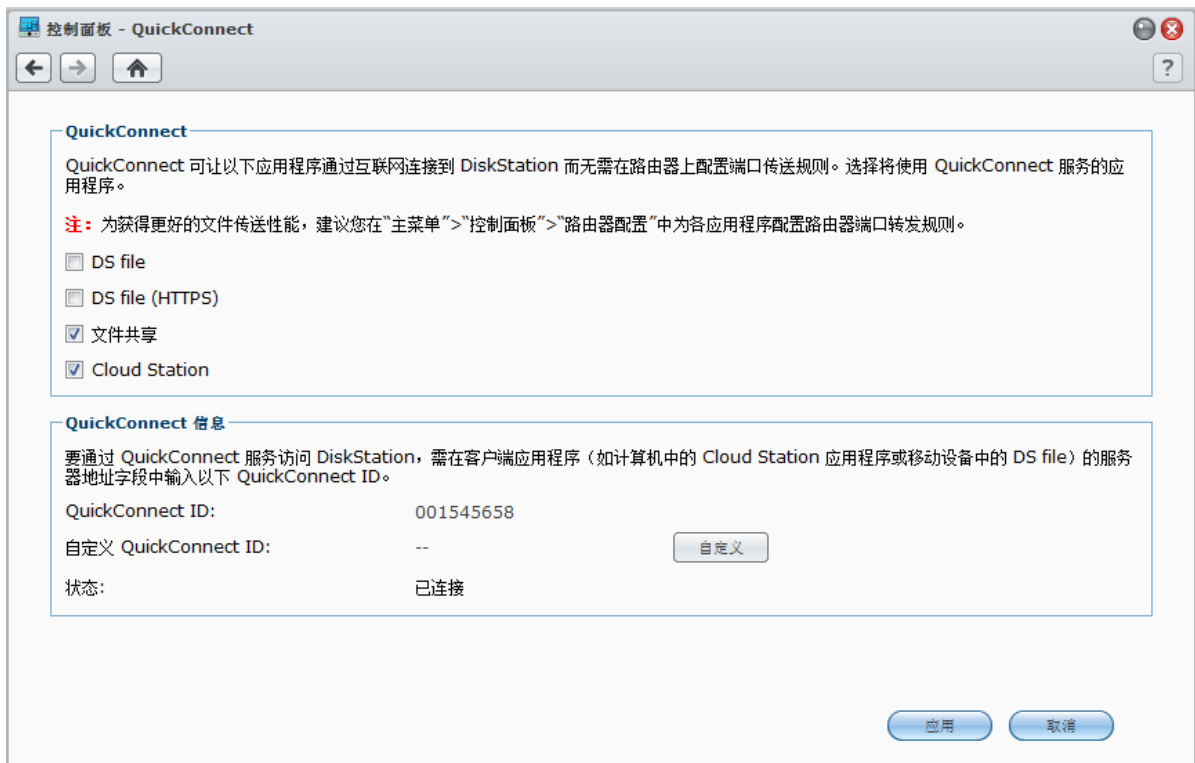 控制面板 - QuickConnect
?
QuickConnect
QuickConnect 可让以下应用程序通过互联网连接到 DiskStation 而无需在路由器上配置端口传送规则。选择将使用 QuickConnect 服务的应
用程序。
注：为获得更好的文件传送性能，建议您在"主菜单">"控制面板">"路由器配置"中为各应用程序配置路由器端口转发规则。
DS file
DS file (HTTPS)
文件共享
Cloud Station
QuickConnect 信息
要通过 QuickConnect 服务访问 DiskStation，需在客户端应用程序（如计算机中的 Cloud Station 应用程序或移动设备中的 DS file）的服务
器地址字段中输入以下 QuickConnect ID。
QuickConnect ID: 001545658
自定义 QuickConnect ID: -- 自定义
状态: 已连接
应用 取消